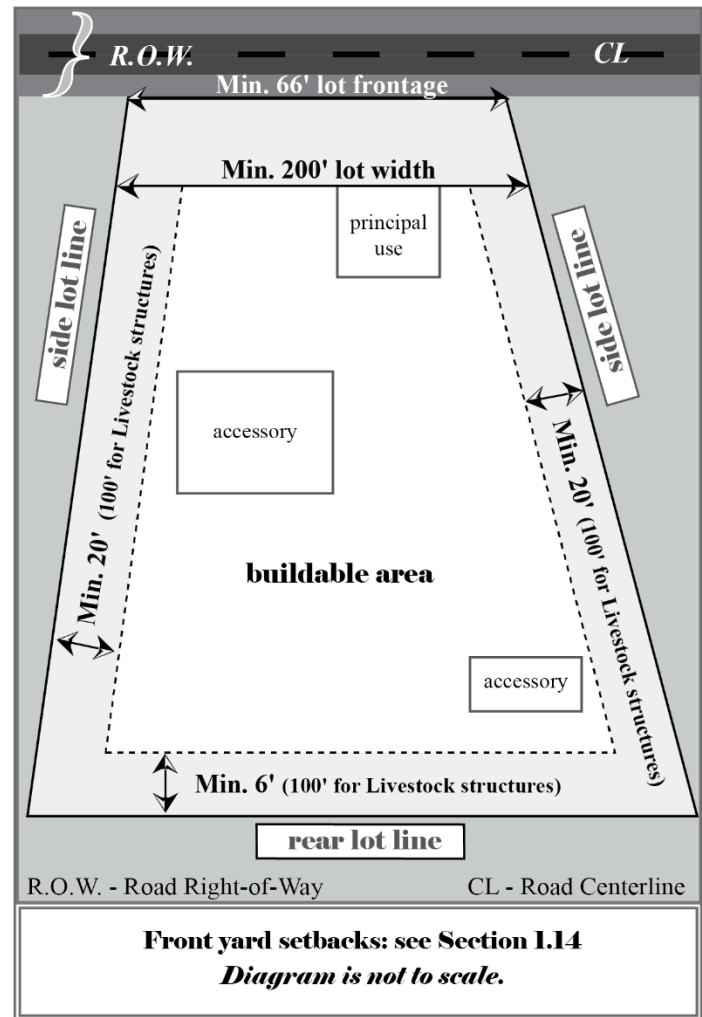 R.O.W.
CL
Min. 66' lot frontage
Min. 200' lot width
principal
use
side lot line
side lot line
Min. 20' (100' for Livestock structures)
accessory
Min. 20' (100' for Livestock structures)
buildable area
accessory
Min. 6' (100' for Livestock structures)
rear lot line
R.O.W. - Road Right-of-Way
CL - Road Centerline
Front yard setbacks: see Section 1.14
Diagram is not to scale.